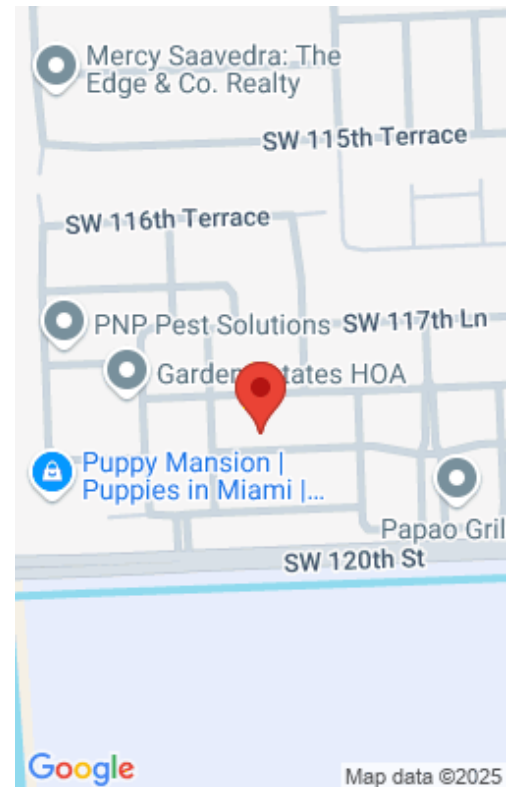 Mercy Saavedra: The
Edge & Co. Realty
SW 115th Terrace
SW 116th Terrace
PNP Pest Solutions
SW 117th Ln
Garden states HOA
Puppy Mansion |
Puppies in Miami |...
Papao Gril
SW 120th St
Google
Map data ©2025